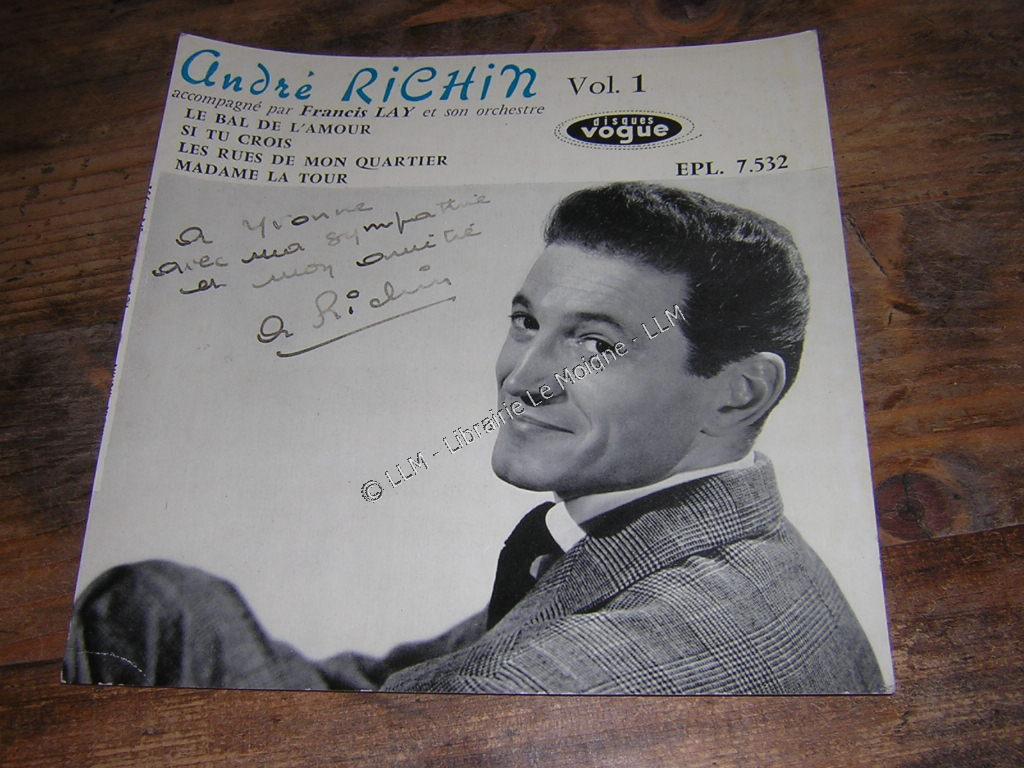 André RICHIN Vol. 1
accompagné par Francis LAY et son orchestre
LE BAL DE L'AMOUR
SI TU CROIS
LES RUES DE MON QUARTIER
MADAME LA TOUR
disques
vogue
EPL. 7.532
a Yvonne
avec ma sympathie
et mon amitié
A Richin
© LLM - Librairie Le Moigne - LLM